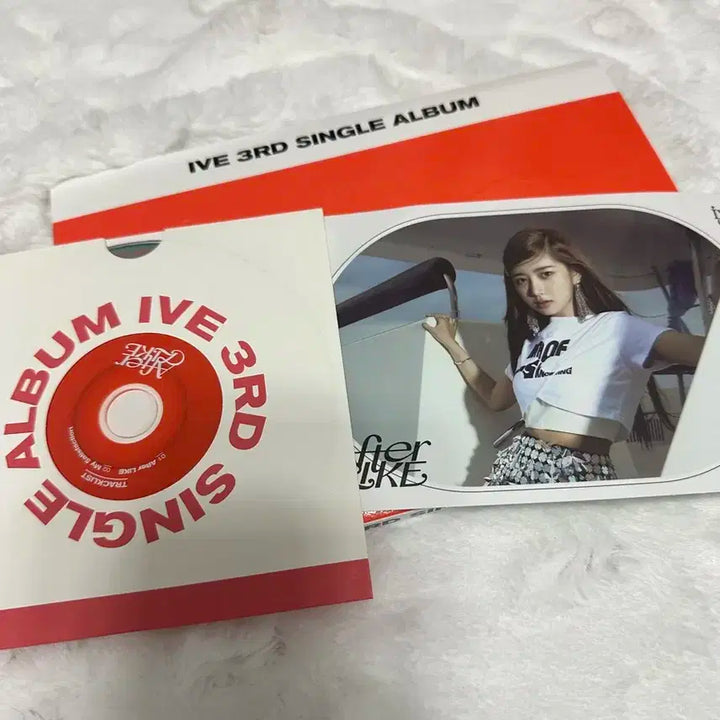 IVE 3RD SINGLE ALBUM
ALBUM IVE 3RD SINGLE
After
LIKE
TRACKLIST
01 After LIKE
02 My Satisfaction
After
LIKE
OF